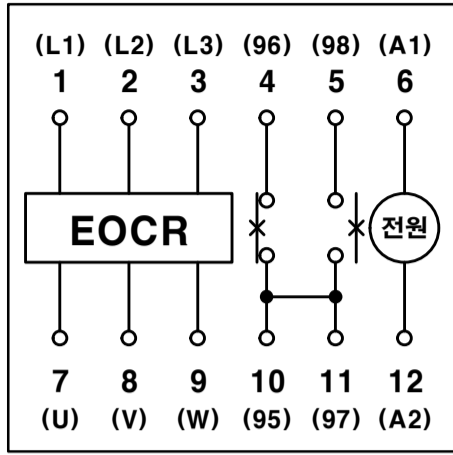 (L1) (L2) (L3) (96) (98) (A1)
1 2 3 4 5 6
EOCR 전원
7 8 9 10 11 12
(U) (V) (W) (95) (97) (A2)